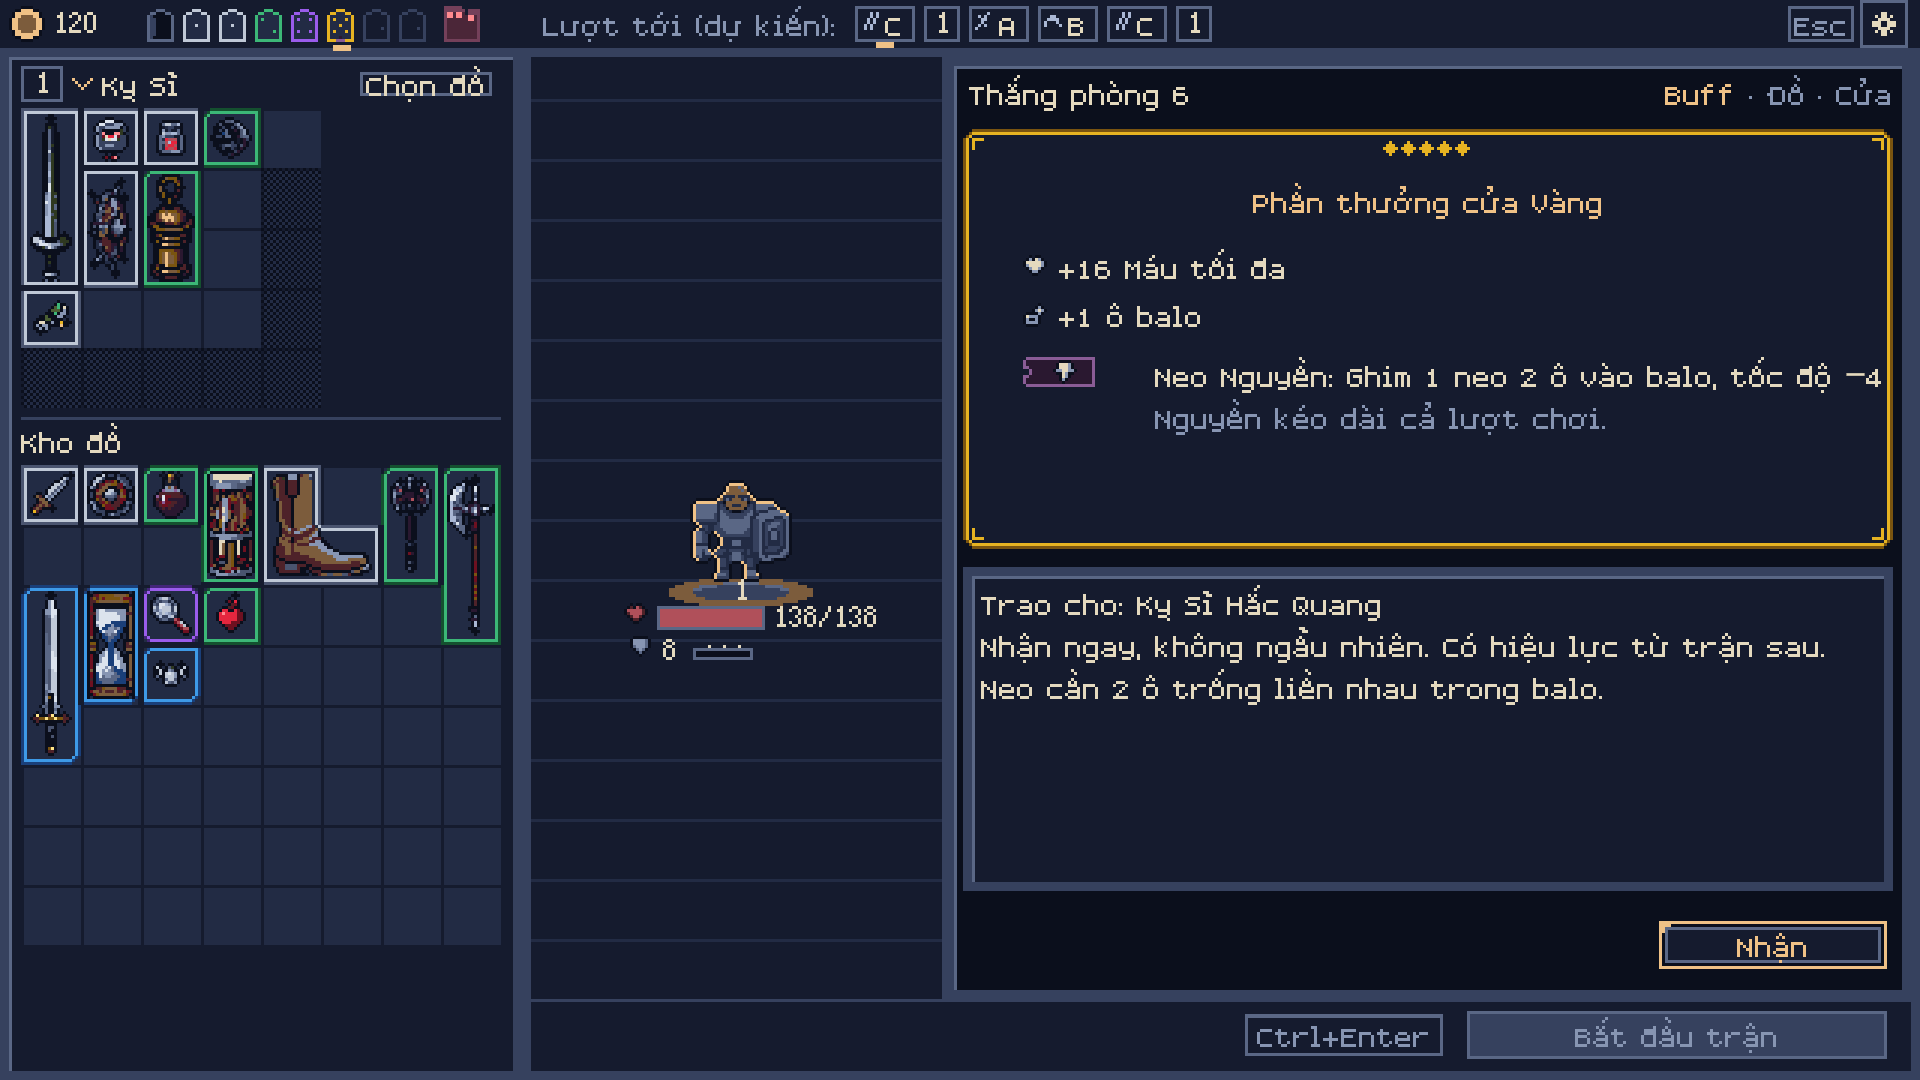 120
Lượt tới (dự kiến): C 1 A B C 1
Esc
1 Kỵ Sĩ
Chọn đồ
Kho đồ
1
138/138
8
Thắng phòng 6
Buff · Đồ · Cửa
Phần thưởng cửa Vàng
+16 Máu tối đa
+1 ô balo
Neo Nguyền: Ghim 1 neo 2 ô vào balo, tốc độ −4
Nguyền kéo dài cả lượt chơi.
Trao cho: Kỵ Sĩ Hắc Quang
Nhận ngay, không ngẫu nhiên. Có hiệu lực từ trận sau.
Neo cần 2 ô trống liền nhau trong balo.
Nhận
Ctrl+Enter
Bắt đầu trận